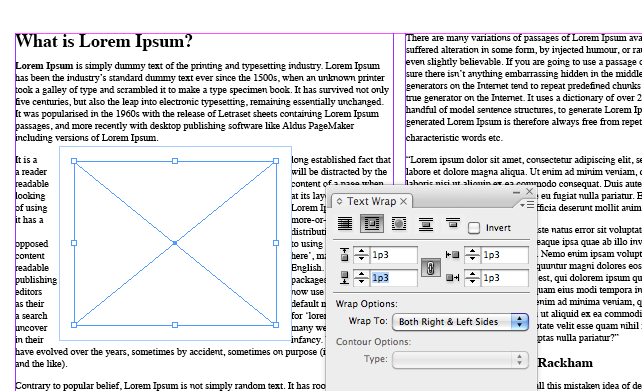 What is Lorem Ipsum?
Lorem Ipsum is simply dummy text of the printing and typesetting industry. Lorem Ipsum
has been the industry's standard dummy text ever since the 1500s, when an unknown printer
took a galley of type and scrambled it to make a type specimen book. It has survived not only
five centuries, but also the leap into electronic typesetting, remaining essentially unchanged.
It was popularised in the 1960s with the release of Letraset sheets containing Lorem Ipsum
passages, and more recently with desktop publishing software like Aldus PageMaker
including versions of Lorem Ipsum.
It is a long established fact that
a reader will be distracted by the
readable content of a page when
looking at its lay
of using Lorem Ip
it has a more-or-
distributi
opposed to using
content here', ma
readable English.
publishing packages
editors now use
as their default m
a search for 'lorem
uncover many we
in their infancy.
have evolved over the years, sometimes by accident, sometimes on purpose (i
and the like).
Contrary to popular belief, Lorem Ipsum is not simply random text. It has roo
There are many variations of passages of Lorem Ipsum ava
suffered alteration in some form, by injected humour, or ra
even slightly believable. If you are going to use a passage o
sure there isn't anything embarrassing hidden in the middle
generators on the Internet tend to repeat predefined chunks
true generator on the Internet. It uses a dictionary of over 2
handful of model sentence structures, to generate Lorem Ip
generated Lorem Ipsum is therefore always free from repet
characteristic words etc.
"Lorem ipsum dolor sit amet, consectetur adipiscing elit, se
labore et dolore magna aliqua. Ut enim ad minim veniam,
laboris nisi ut aliquip ex ea commodo consequat. Duis aute
eu fugiat nulla pariatur. E
fficia deserunt mollit anim
ste natus error sit voluptat
eaque ipsa quae ab illo inv
Nemo enim ipsam volupt
quuntur magni dolores eos
est, qui dolorem ipsum qu
quam eius modi tempora in
enim ad minima veniam, q
ut aliquid ex ea commodi
ptate velit esse quam nihil
ptas nulla pariatur?"
Rackham
ll this mistaken idea of de
Text Wrap
Invert
1p3 1p3
1p3 1p3
Wrap Options:
Wrap To: Both Right & Left Sides
Contour Options:
Type: